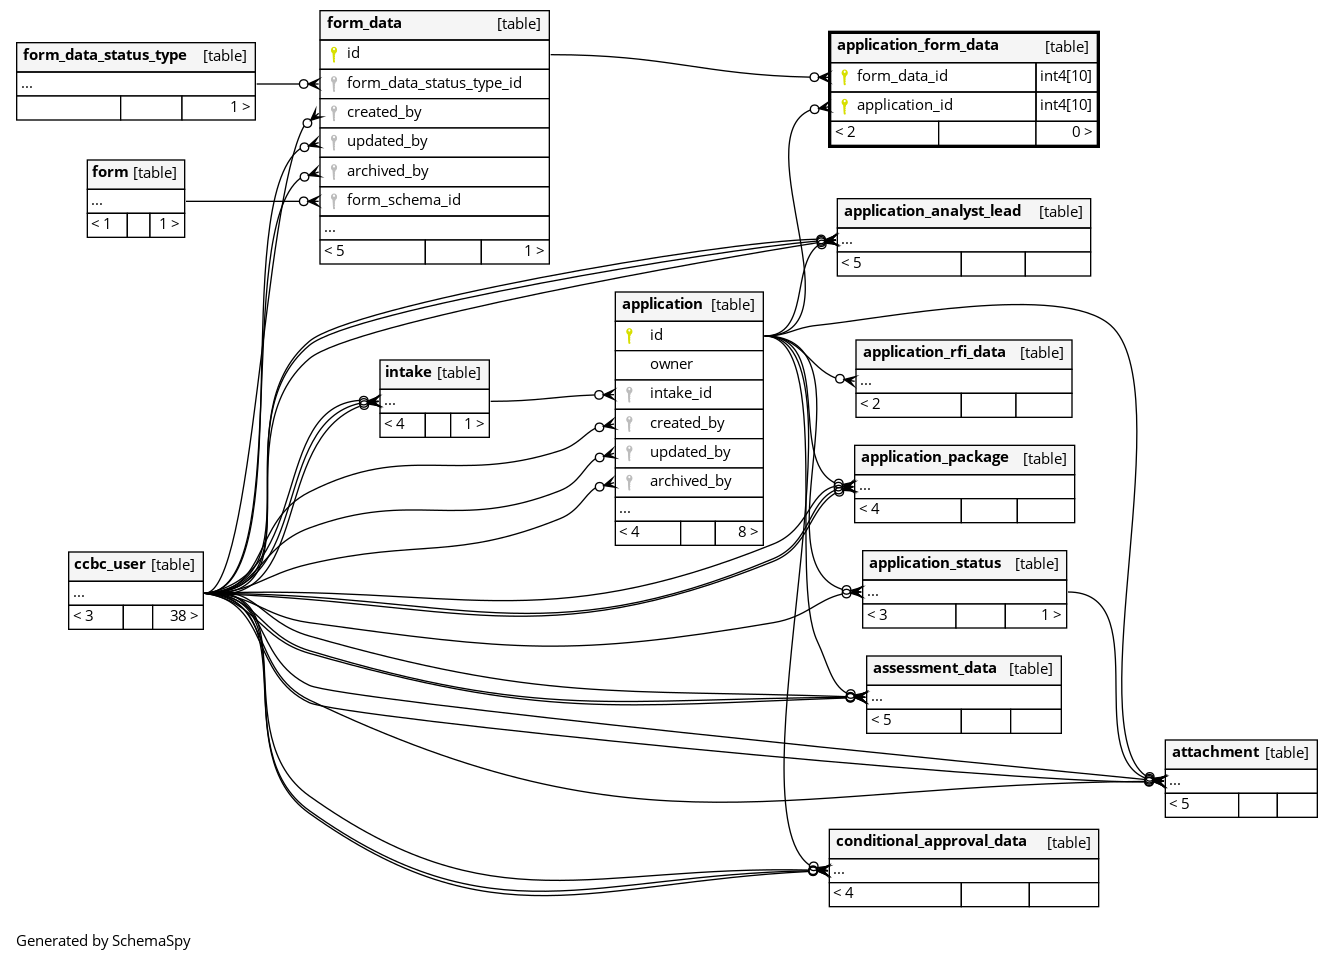 form_data_status_type [table]
...
1 >
form [table]
...
< 1 1 >
form_data [table]
id
form_data_status_type_id
created_by
updated_by
archived_by
form_schema_id
...
< 5 1 >
application_form_data [table]
form_data_id int4[10]
application_id int4[10]
< 2 0 >
application_analyst_lead [table]
...
< 5
application [table]
id
owner
intake_id
created_by
updated_by
archived_by
...
< 4 8 >
intake [table]
...
< 4 1 >
application_rfi_data [table]
...
< 2
application_package [table]
...
< 4
ccbc_user [table]
...
< 3 38 >
application_status [table]
...
< 3 1 >
assessment_data [table]
...
< 5
attachment [table]
...
< 5
conditional_approval_data [table]
...
< 4
Generated by SchemaSpy